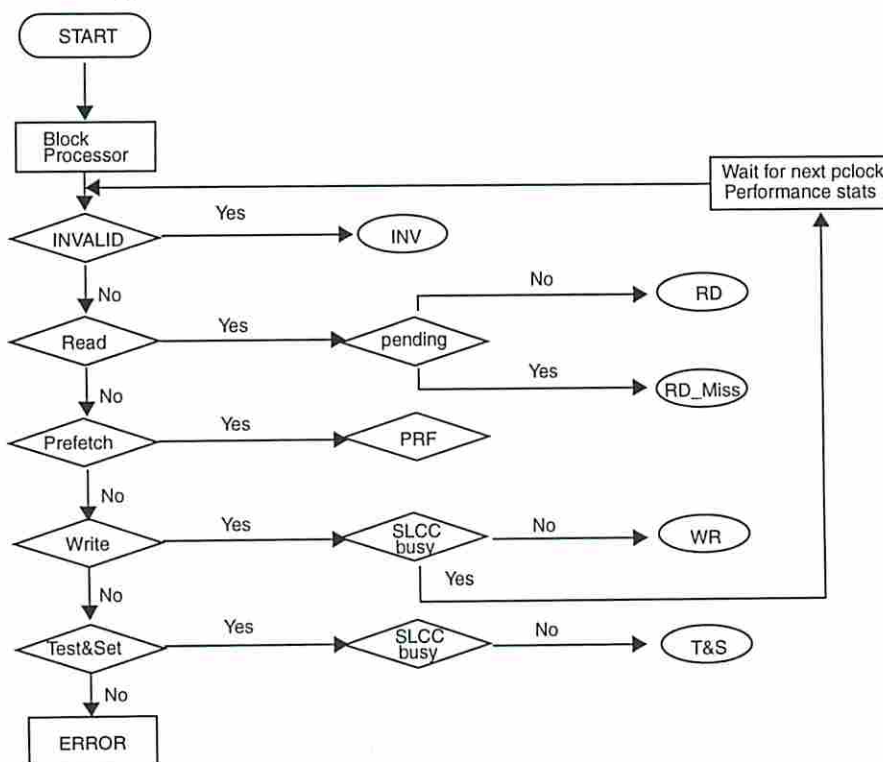 START
Block
Processor
Wait for next pclock
Performance stats
Yes
INVALID
INV
No
No
RD
Yes
Read
pending
Yes
No
RD_Miss
Yes
Prefetch
PRF
No
Yes
SLCC
busy
No
Write
WR
Yes
No
Yes
SLCC
busy
No
Test&Set
T&S
No
ERROR